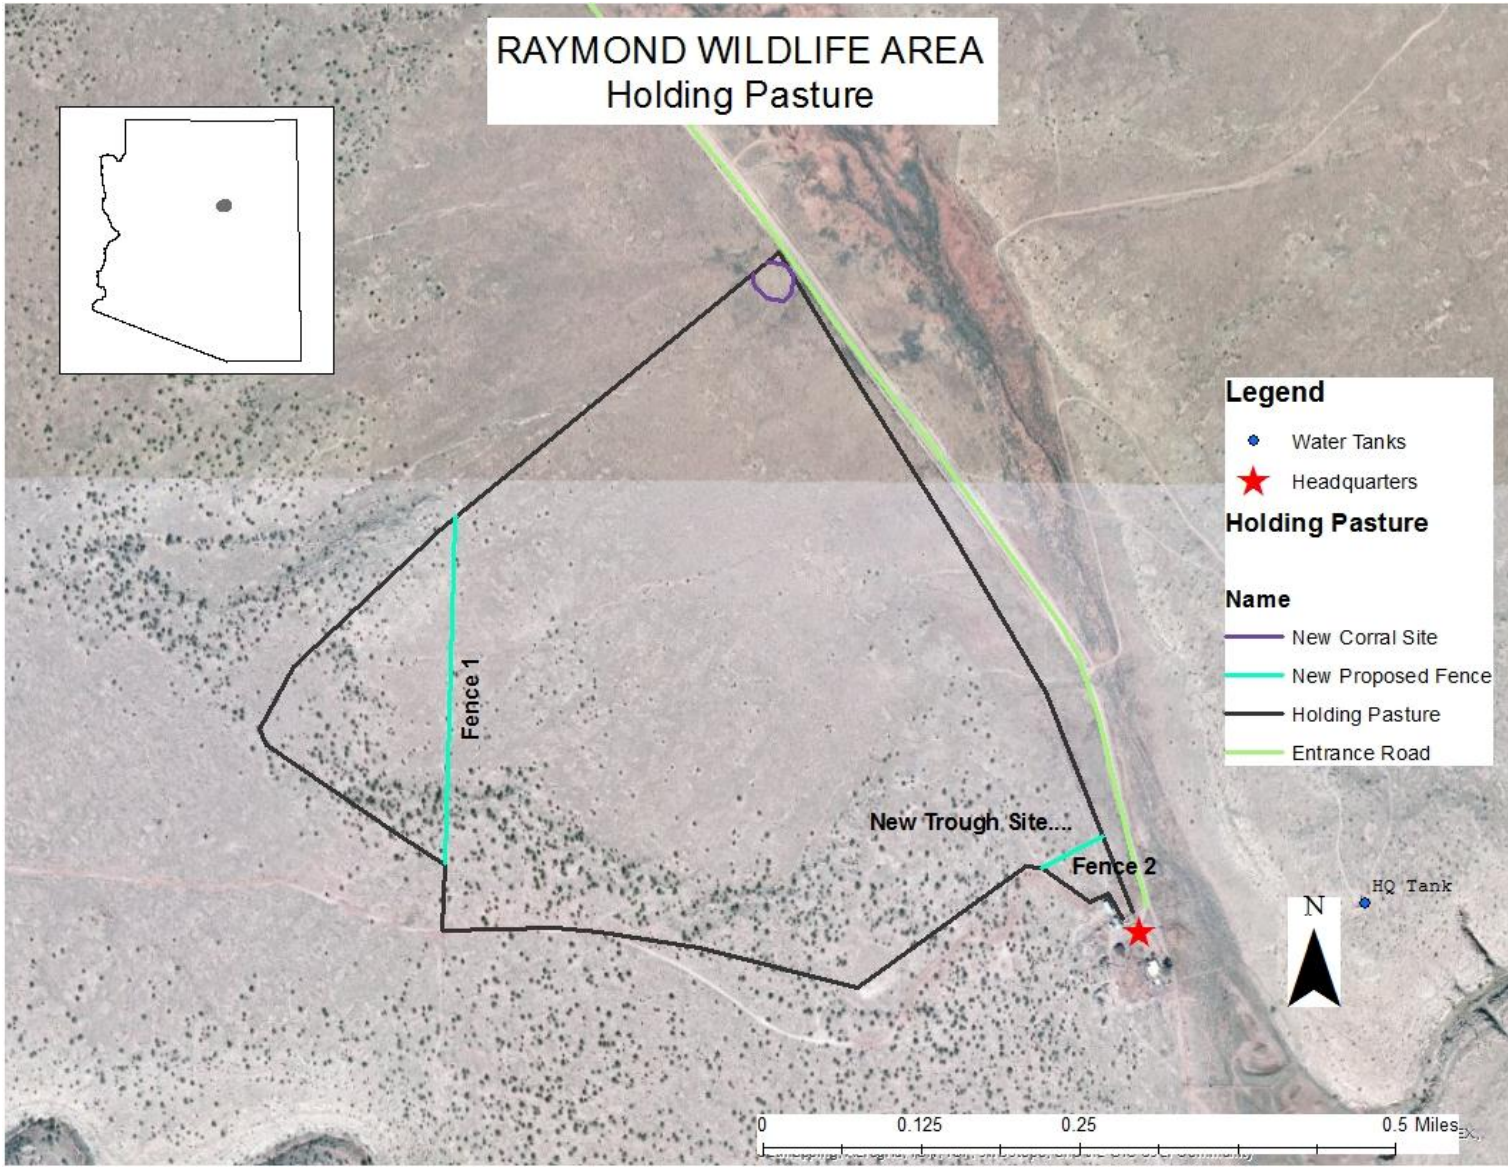 RAYMOND WILDLIFE AREA
Holding Pasture
Legend
Water Tanks
Headquarters
Holding Pasture
Name
New Corral Site
New Proposed Fence
Holding Pasture
Entrance Road
Fence 1
New Trough Site....
Fence 2
HQ Tank
N
0 0.125 0.25 0.5 Miles